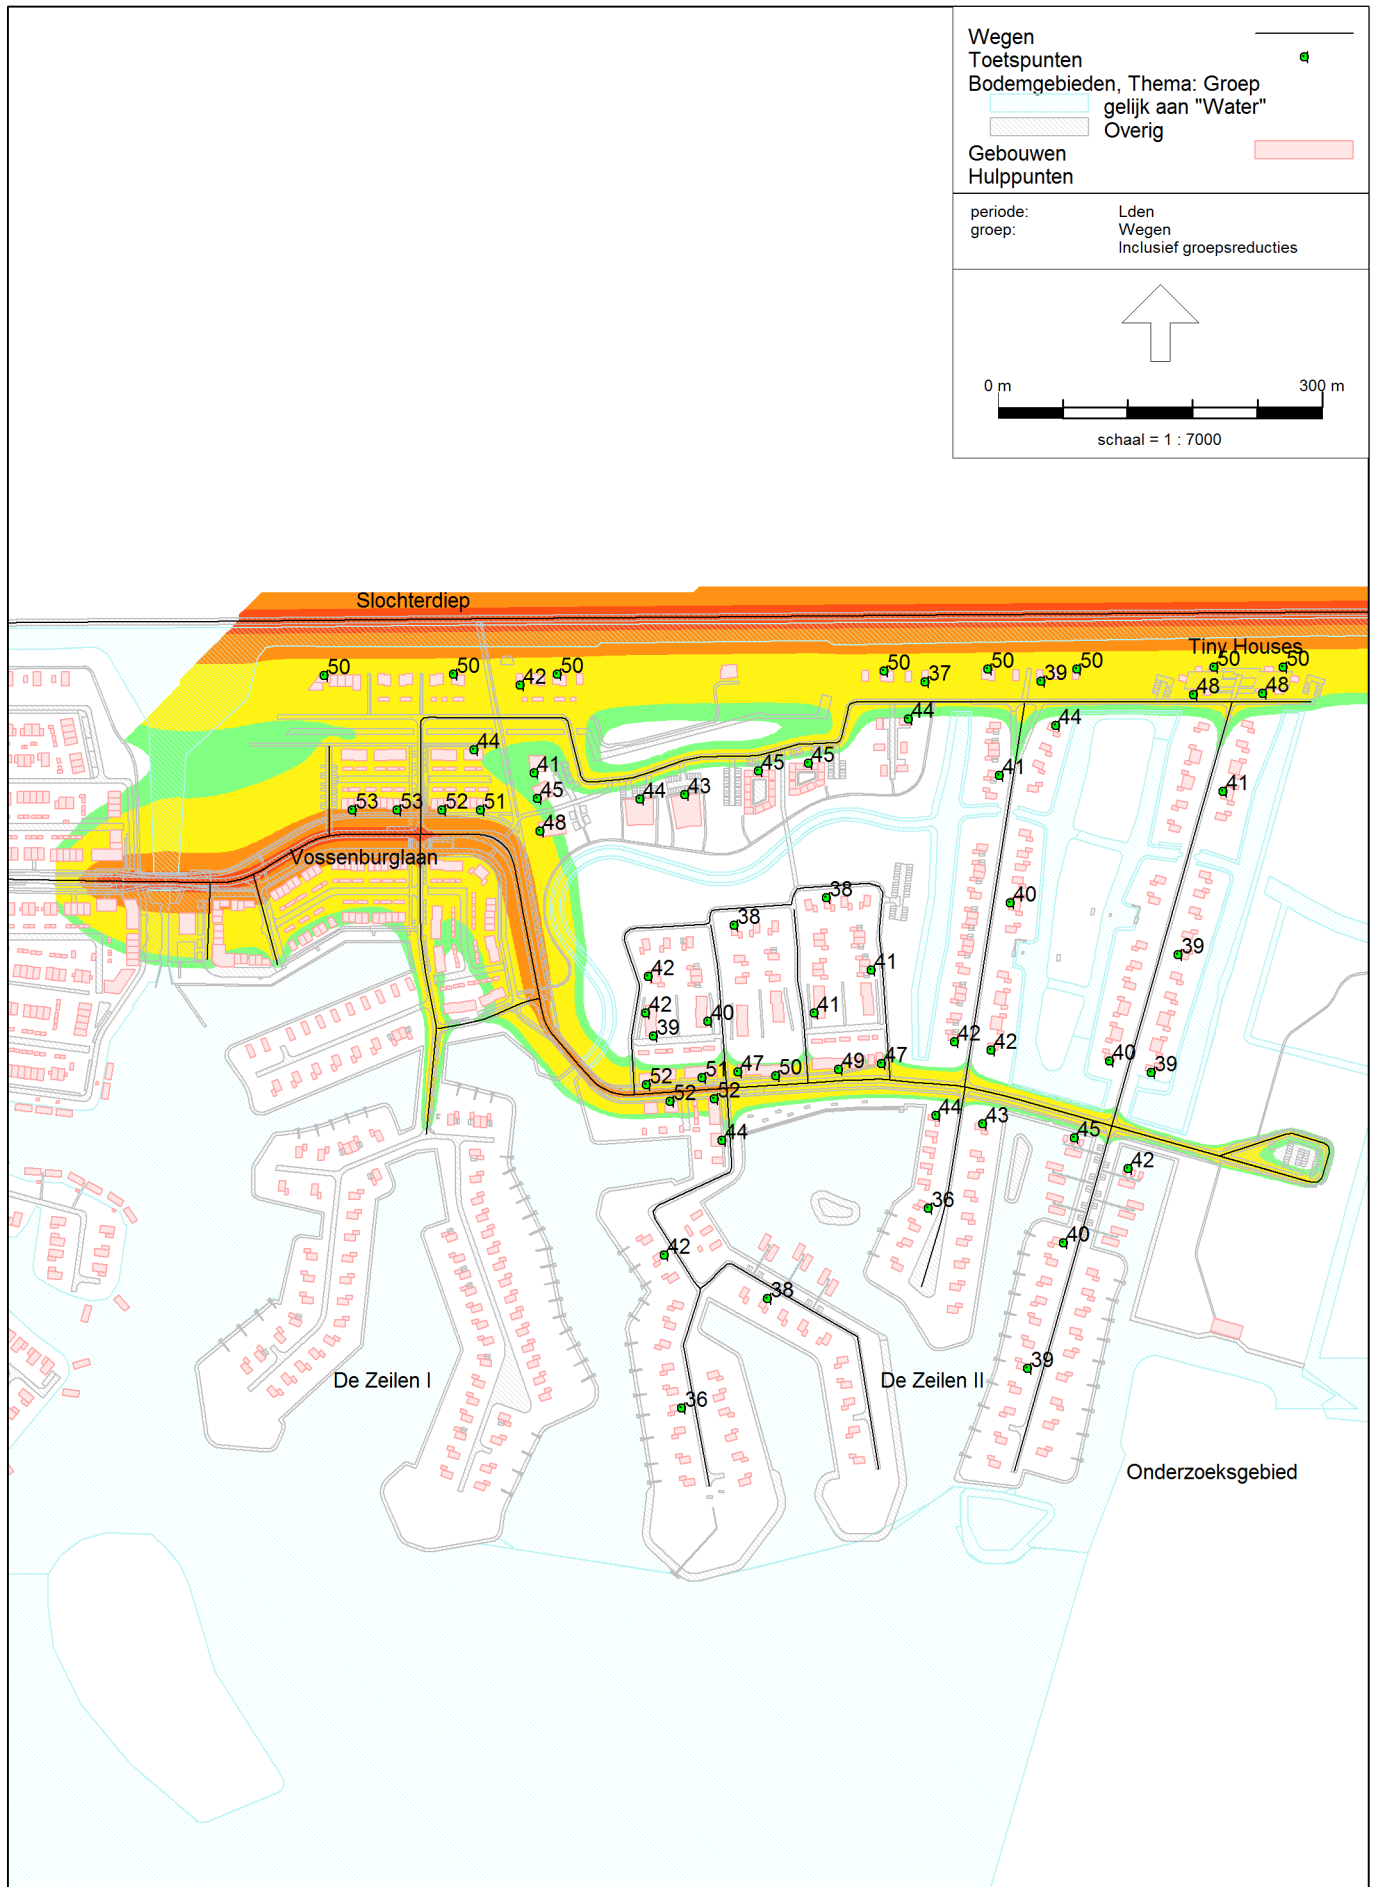 Wegen
Toetspunten
Bodemgebieden, Thema: Groep
gelijk aan "Water"
Overig
Gebouwen
Hulppunten
periode: Lden
groep: Wegen
Inclusief groepsreducties
0 m 300 m
schaal = 1 : 7000
Slochterdiep
Tiny Houses
50 50 42 50 50 37 50 39 50 50 50
48 48
44 44 44
41 45 45 41
45 44 43 41
53 53 52 51
48
Vossenburglaan
38 40
38
42 41 39
42 40 41
39 42 42
52 51 47 50 49 47 40 39
52 52 44 43
44 45
42
36
42 40
38
39
De Zeilen I De Zeilen II
36
Onderzoeksgebied